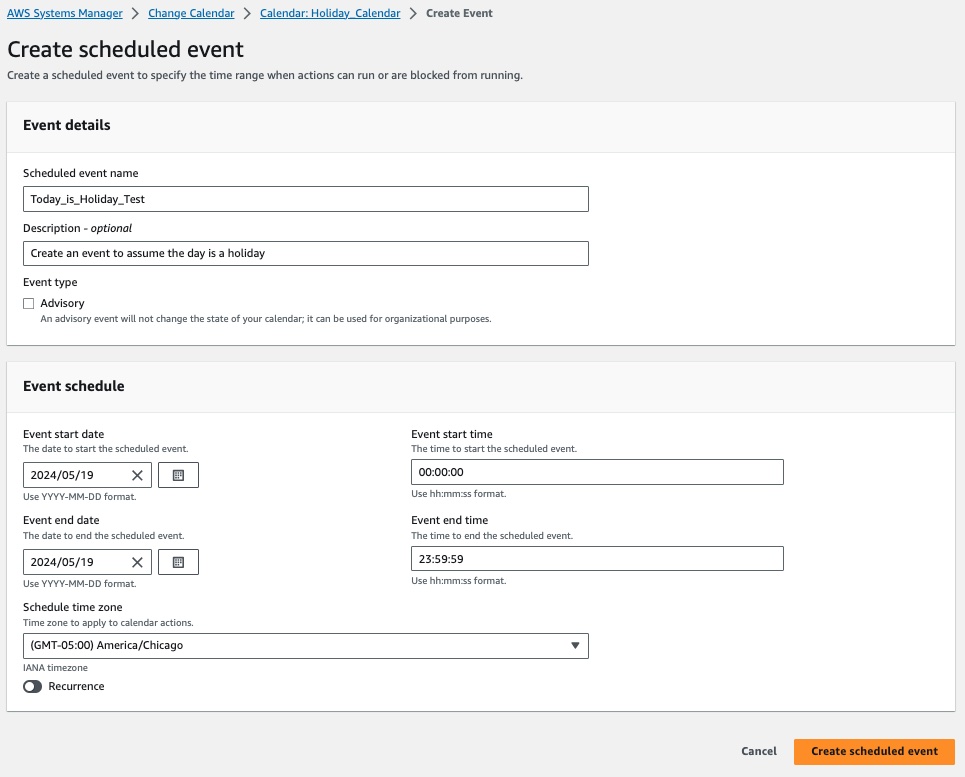 AWS Systems Manager > Change Calendar > Calendar: Holiday_Calendar > Create Event
Create scheduled event
Create a scheduled event to specify the time range when actions can run or are blocked from running.
Event details
Scheduled event name
Today_is_Holiday_Test
Description - optional
Create an event to assume the day is a holiday
Event type
Advisory
An advisory event will not change the state of your calendar; it can be used for organizational purposes.
Event schedule
Event start date
The date to start the scheduled event.
2024/05/19
Use YYYY-MM-DD format.
Event start time
The time to start the scheduled event.
00:00:00
Use hh:mm:ss format.
Event end date
The date to end the scheduled event.
2024/05/19
Use YYYY-MM-DD format.
Event end time
The time to end the scheduled event.
23:59:59
Use hh:mm:ss format.
Schedule time zone
Time zone to apply to calendar actions.
(GMT-05:00) America/Chicago
IANA timezone
Recurrence
Cancel
Create scheduled event